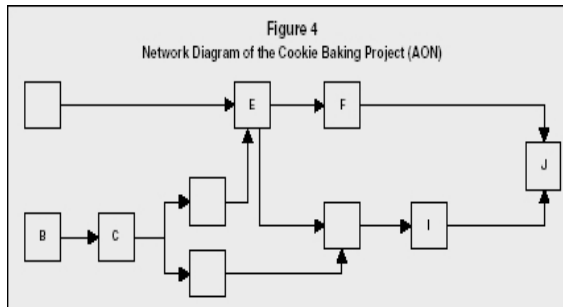 Figure 4
Network Diagram of the Cookie Baking Project (AON)
E
F
J
B
C
I